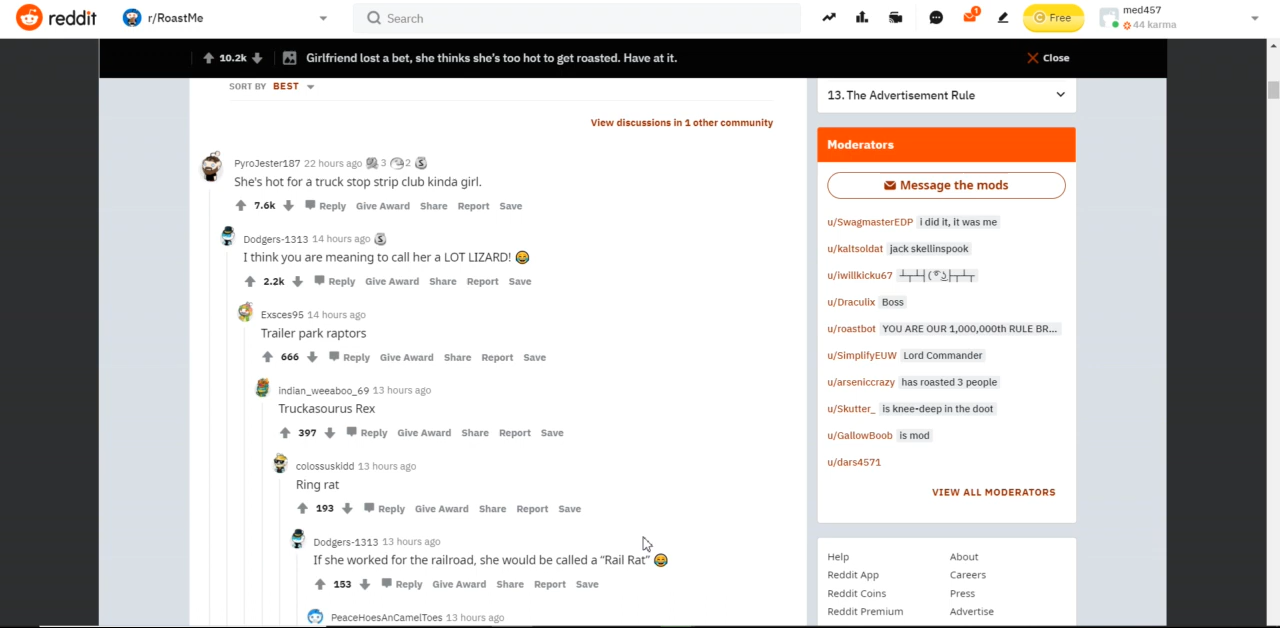 reddit
r/RoastMe
Search
1
Free
med457
44 karma
10.2k
Girlfriend lost a bet, she thinks she's too hot to get roasted. Have at it.
Close
SORT BY BEST
View discussions in 1 other community
PyroJester187 22 hours ago 3 2 S
She's hot for a truck stop strip club kinda girl.
7.6k Reply Give Award Share Report Save
Dodgers-1313 14 hours ago S
I think you are meaning to call her a LOT LIZARD! 😂
2.2k Reply Give Award Share Report Save
Exsces95 14 hours ago
Trailer park raptors
666 Reply Give Award Share Report Save
indian_weeaboo_69 13 hours ago
Truckasourus Rex
397 Reply Give Award Share Report Save
colossuskidd 13 hours ago
Ring rat
193 Reply Give Award Share Report Save
Dodgers-1313 13 hours ago
If she worked for the railroad, she would be called a “Rail Rat” 😂
153 Reply Give Award Share Report Save
PeaceHoesAnCamelToes 13 hours ago
13. The Advertisement Rule
Moderators
Message the mods
u/SwagmasterEDP i did it, it was me
u/kaltsoldat jack skellinspook
u/iwillkicku67
u/Draculix Boss
u/roastbot YOU ARE OUR 1,000,000th RULE BR...
u/SimplifyEUW Lord Commander
u/arseniccrazy has roasted 3 people
u/Skutter_ is knee-deep in the doot
u/GallowBoob is mod
u/dars4571
VIEW ALL MODERATORS
Help About
Reddit App Careers
Reddit Coins Press
Reddit Premium Advertise